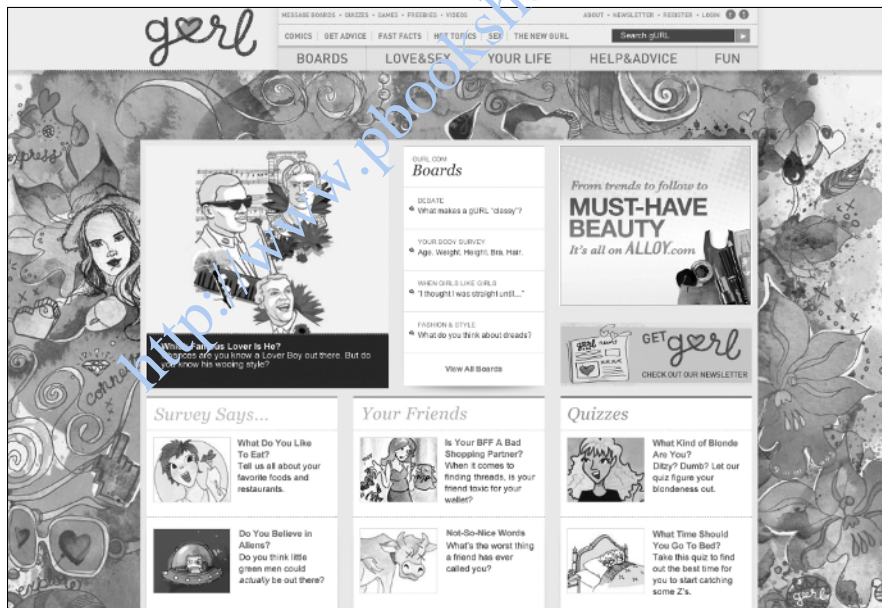 gurl
MESSAGE BOARDS • QUIZZES • GAMES • FREEBIES • VIDEOS
ABOUT • NEWSLETTER • REGISTER • LOGIN
COMICS | GET ADVICE | FAST FACTS | HOT TOPICS | SEX | THE NEW GURL
Search gURL
BOARDS LOVE&SEX YOUR LIFE HELP&ADVICE FUN
express
connect
explore
Which Famous Lover Is He?
Chances are you know a Lover Boy out there. But do
you know his wooing style?
GURL.COM
Boards
DEBATE
What makes a gURL "classy"?
YOUR BODY SURVEY
Age. Weight. Height. Bra. Hair.
WHEN GIRLS LIKE GIRLS
"I thought I was straight until..."
FASHION & STYLE
What do you think about dreads?
View All Boards
From trends to follow to
MUST-HAVE
BEAUTY
It's all on ALLOY.com
gurl news
GET gurl
CHECK OUT OUR NEWSLETTER
Survey Says...
What Do You Like
To Eat?
Tell us all about your
favorite foods and
restaurants.
Do You Believe in
Aliens?
Do you think little
green men could
actually be out there?
Your Friends
Is Your BFF A Bad
Shopping Partner?
When it comes to
finding threads, is your
friend toxic for your
wallet?
Not-So-Nice Words
What's the worst thing
a friend has ever
called you?
Quizzes
What Kind of Blonde
Are You?
Ditzy? Dumb? Let our
quiz figure your
blondeness out.
What Time Should
You Go To Bed?
Take this quiz to find
out the best time for
you to start catching
some Z's.
gurl
http://www.pbooksh